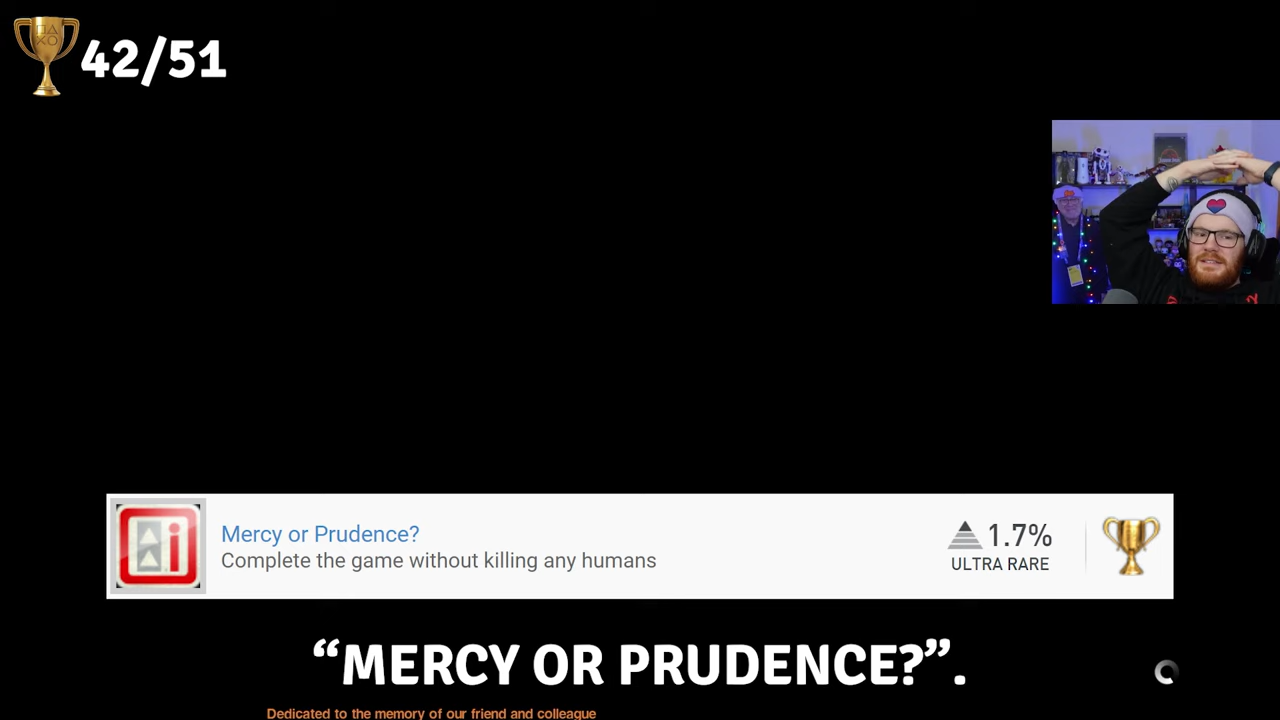 42/51
Mercy or Prudence?
Complete the game without killing any humans
1.7%
ULTRA RARE
“MERCY OR PRUDENCE?”.
Dedicated to the memory of our friend and colleague